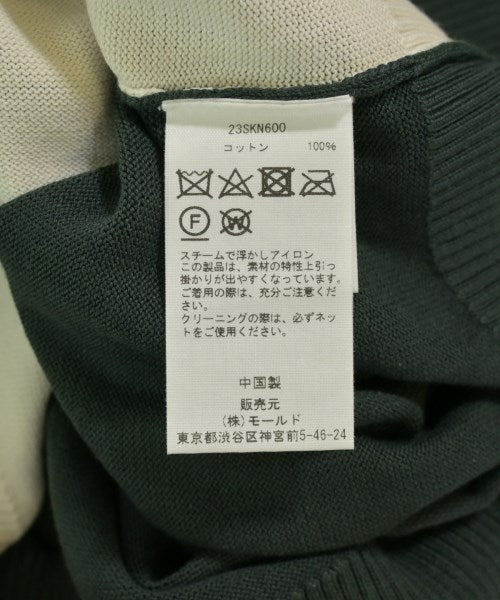 23SKN600
コットン 100%
F
W
スチームで浮かしアイロン
この製品は、素材の特性上引っ
掛かりが出やすくなっています。
ご着用の際は、充分ご注意くだ
さい。
クリーニングの際は、必ずネッ
トをご使用ください。
中国製
販売元
(株)モールド
東京都渋谷区神宮前5-46-24